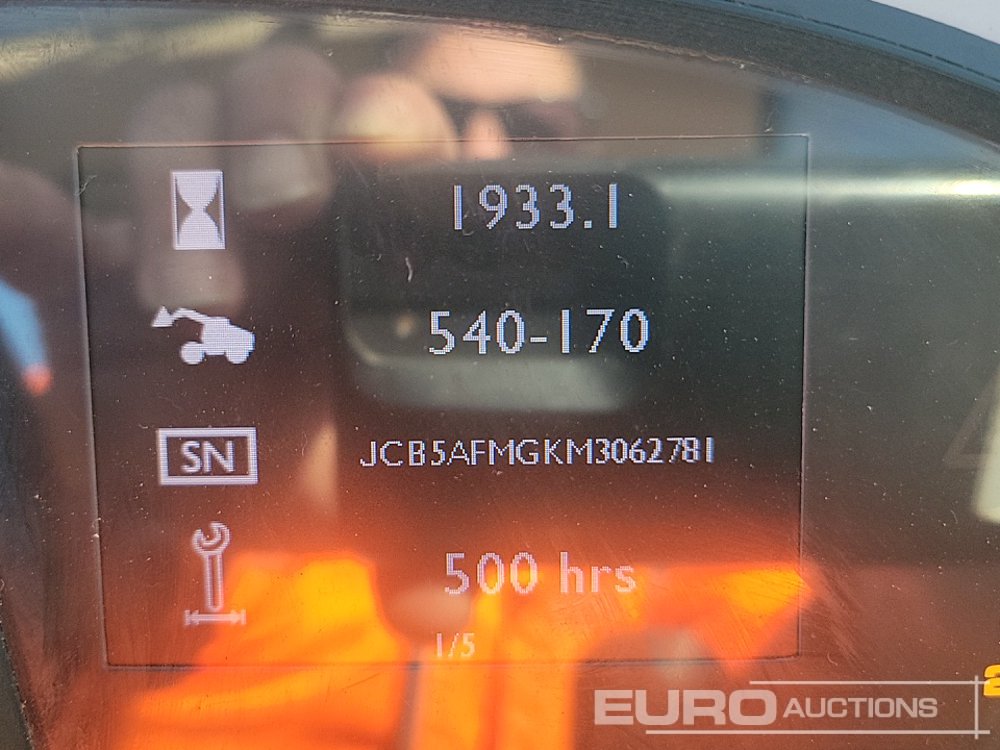 1933.1
540-170
SN JCB5AFMGKM3062781
500 hrs
1/5
EURO AUCTIONS